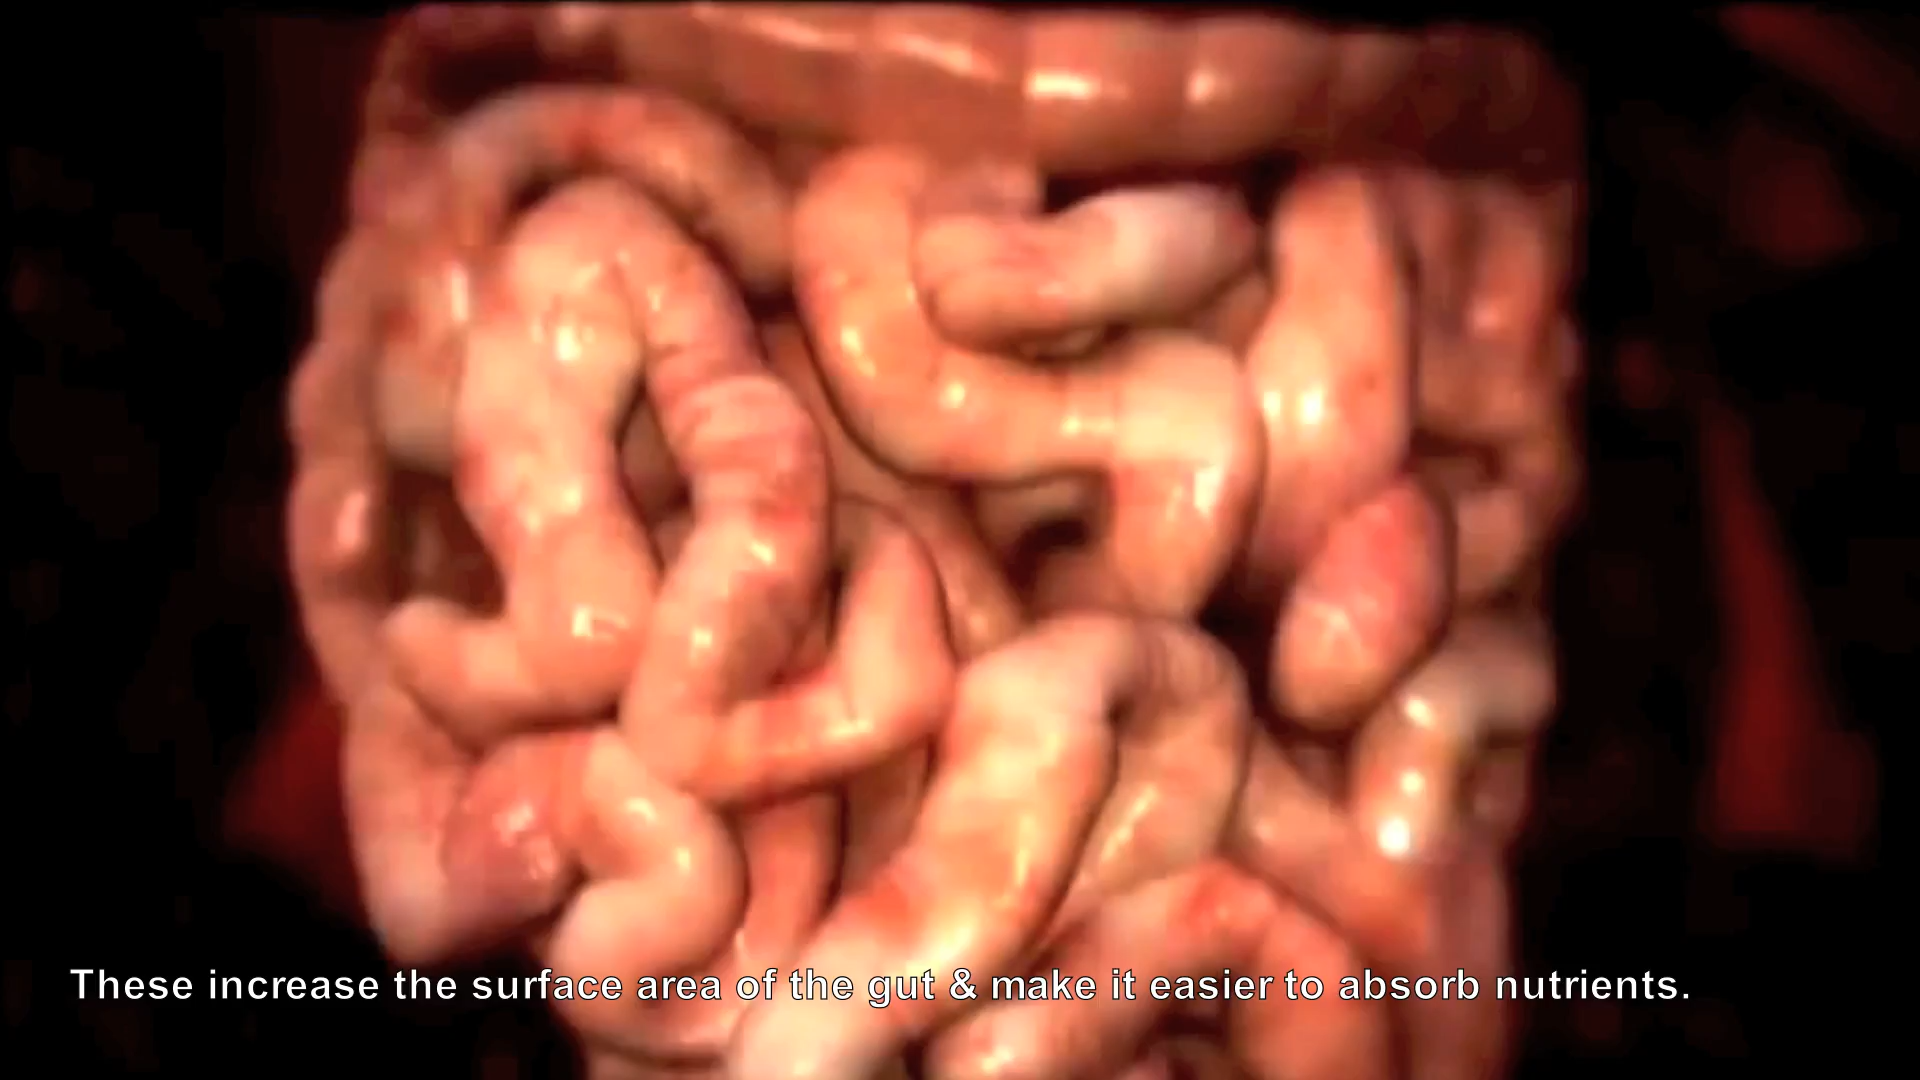 These increase the surface area of the gut & make it easier to absorb nutrients.